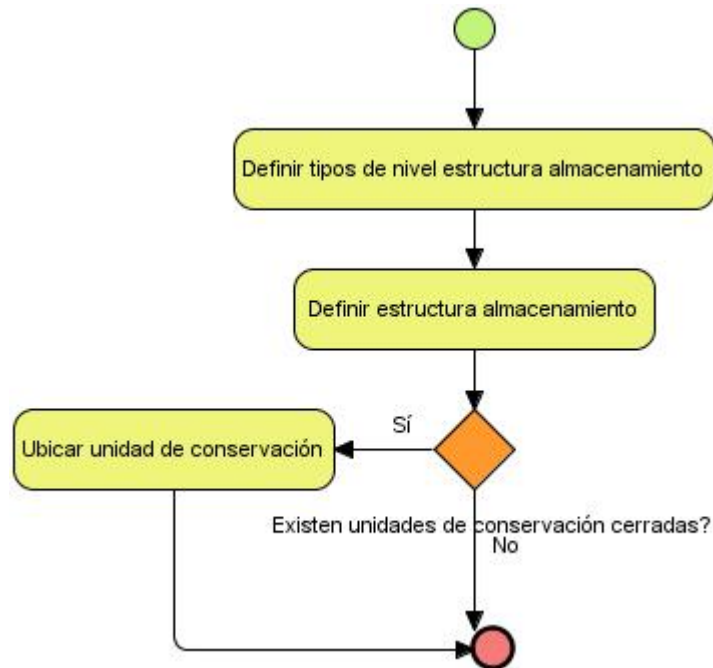 Definir tipos de nivel estructura almacenamiento
Definir estructura almacenamiento
Sí
Ubicar unidad de conservación
Existen unidades de conservación cerradas?
No